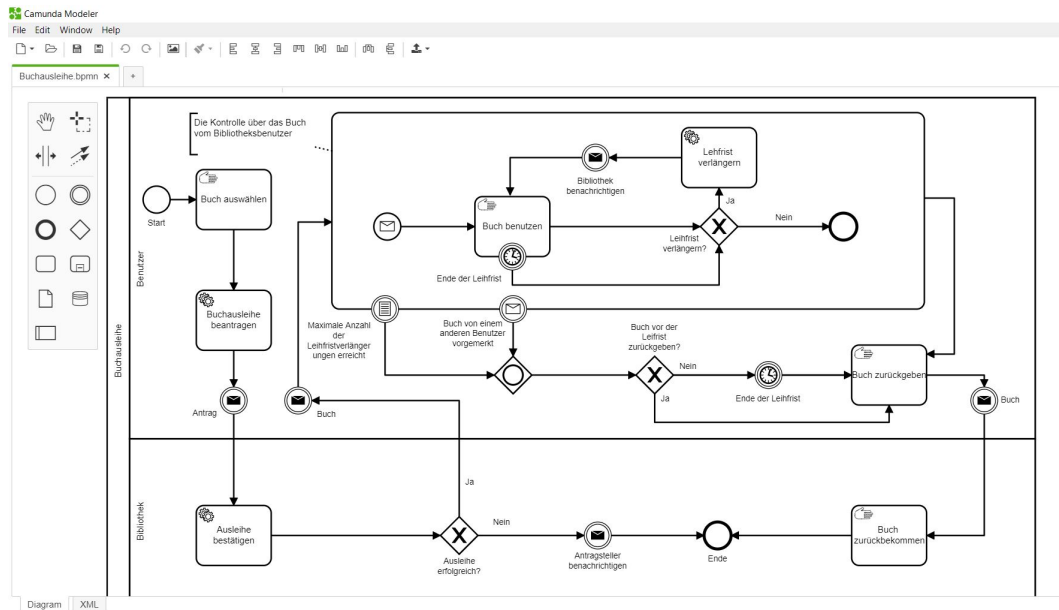 Camunda Modeler
File Edit Window Help
Buchausleihe.bpmn ×
+
Die Kontrolle über das Buch
vom Bibliotheksbenutzer
Lehfrist
verlängern
Bibliothek
benachrichtigen
Ja
Buch auswählen
Start
Buch benutzen
Nein
Leihfrist
verlängern?
Benutzer
Ende der Leihfrist
Buchausleihe
beantragen
Maximale Anzahl
der
Leihfristverlänger
ungen erreicht
Buch von einem
anderen Benutzer
vorgemerkt
Buch vor der
Leifrist
zurückgeben?
Nein
Buch zurückgeben
Ende der Leihfrist
Ja
Buchausleihe
Antrag
Buch
Buch
Ja
Bibliothek
Ausleihe
bestätigen
Nein
Ausleihe
erfolgreich?
Antragsteller
benachrichtigen
Ende
Buch
zurückbekommen
Diagram XML